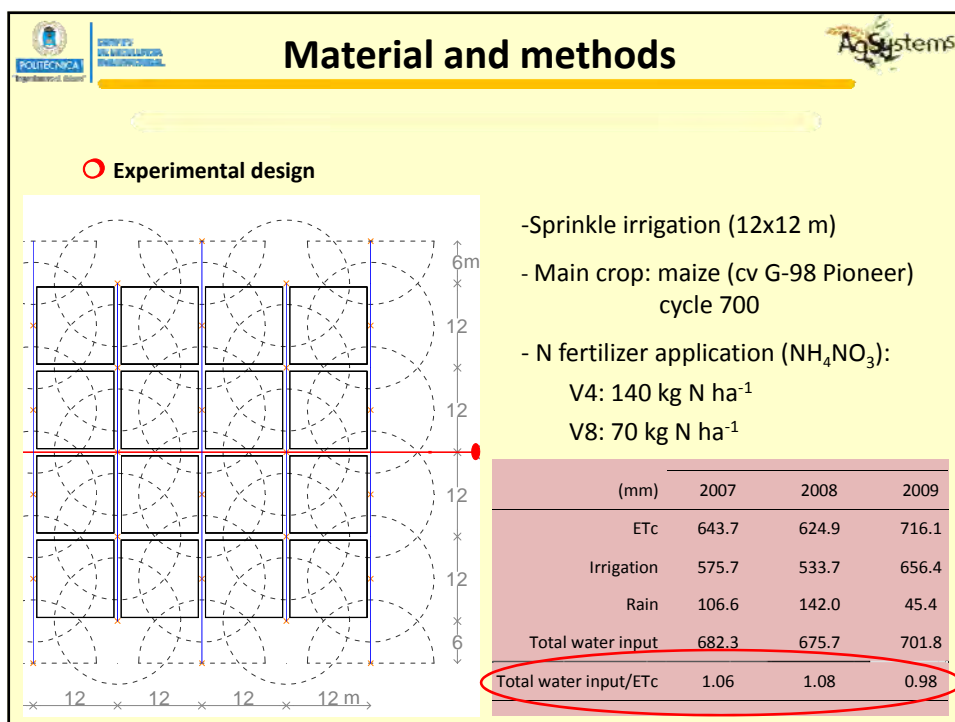 POLITÉCNICA
Material and methods
AgSystems
Experimental design
6m
12
12
12
12
6
12 12 12 12 m
-Sprinkle irrigation (12x12 m)
- Main crop: maize (cv G-98 Pioneer)
cycle 700
- N fertilizer application (NH₄NO₃):
V4: 140 kg N ha⁻¹
V8: 70 kg N ha⁻¹
(mm) 2007 2008 2009
ETc 643.7 624.9 716.1
Irrigation 575.7 533.7 656.4
Rain 106.6 142.0 45.4
Total water input 682.3 675.7 701.8
Total water input/ETc 1.06 1.08 0.98